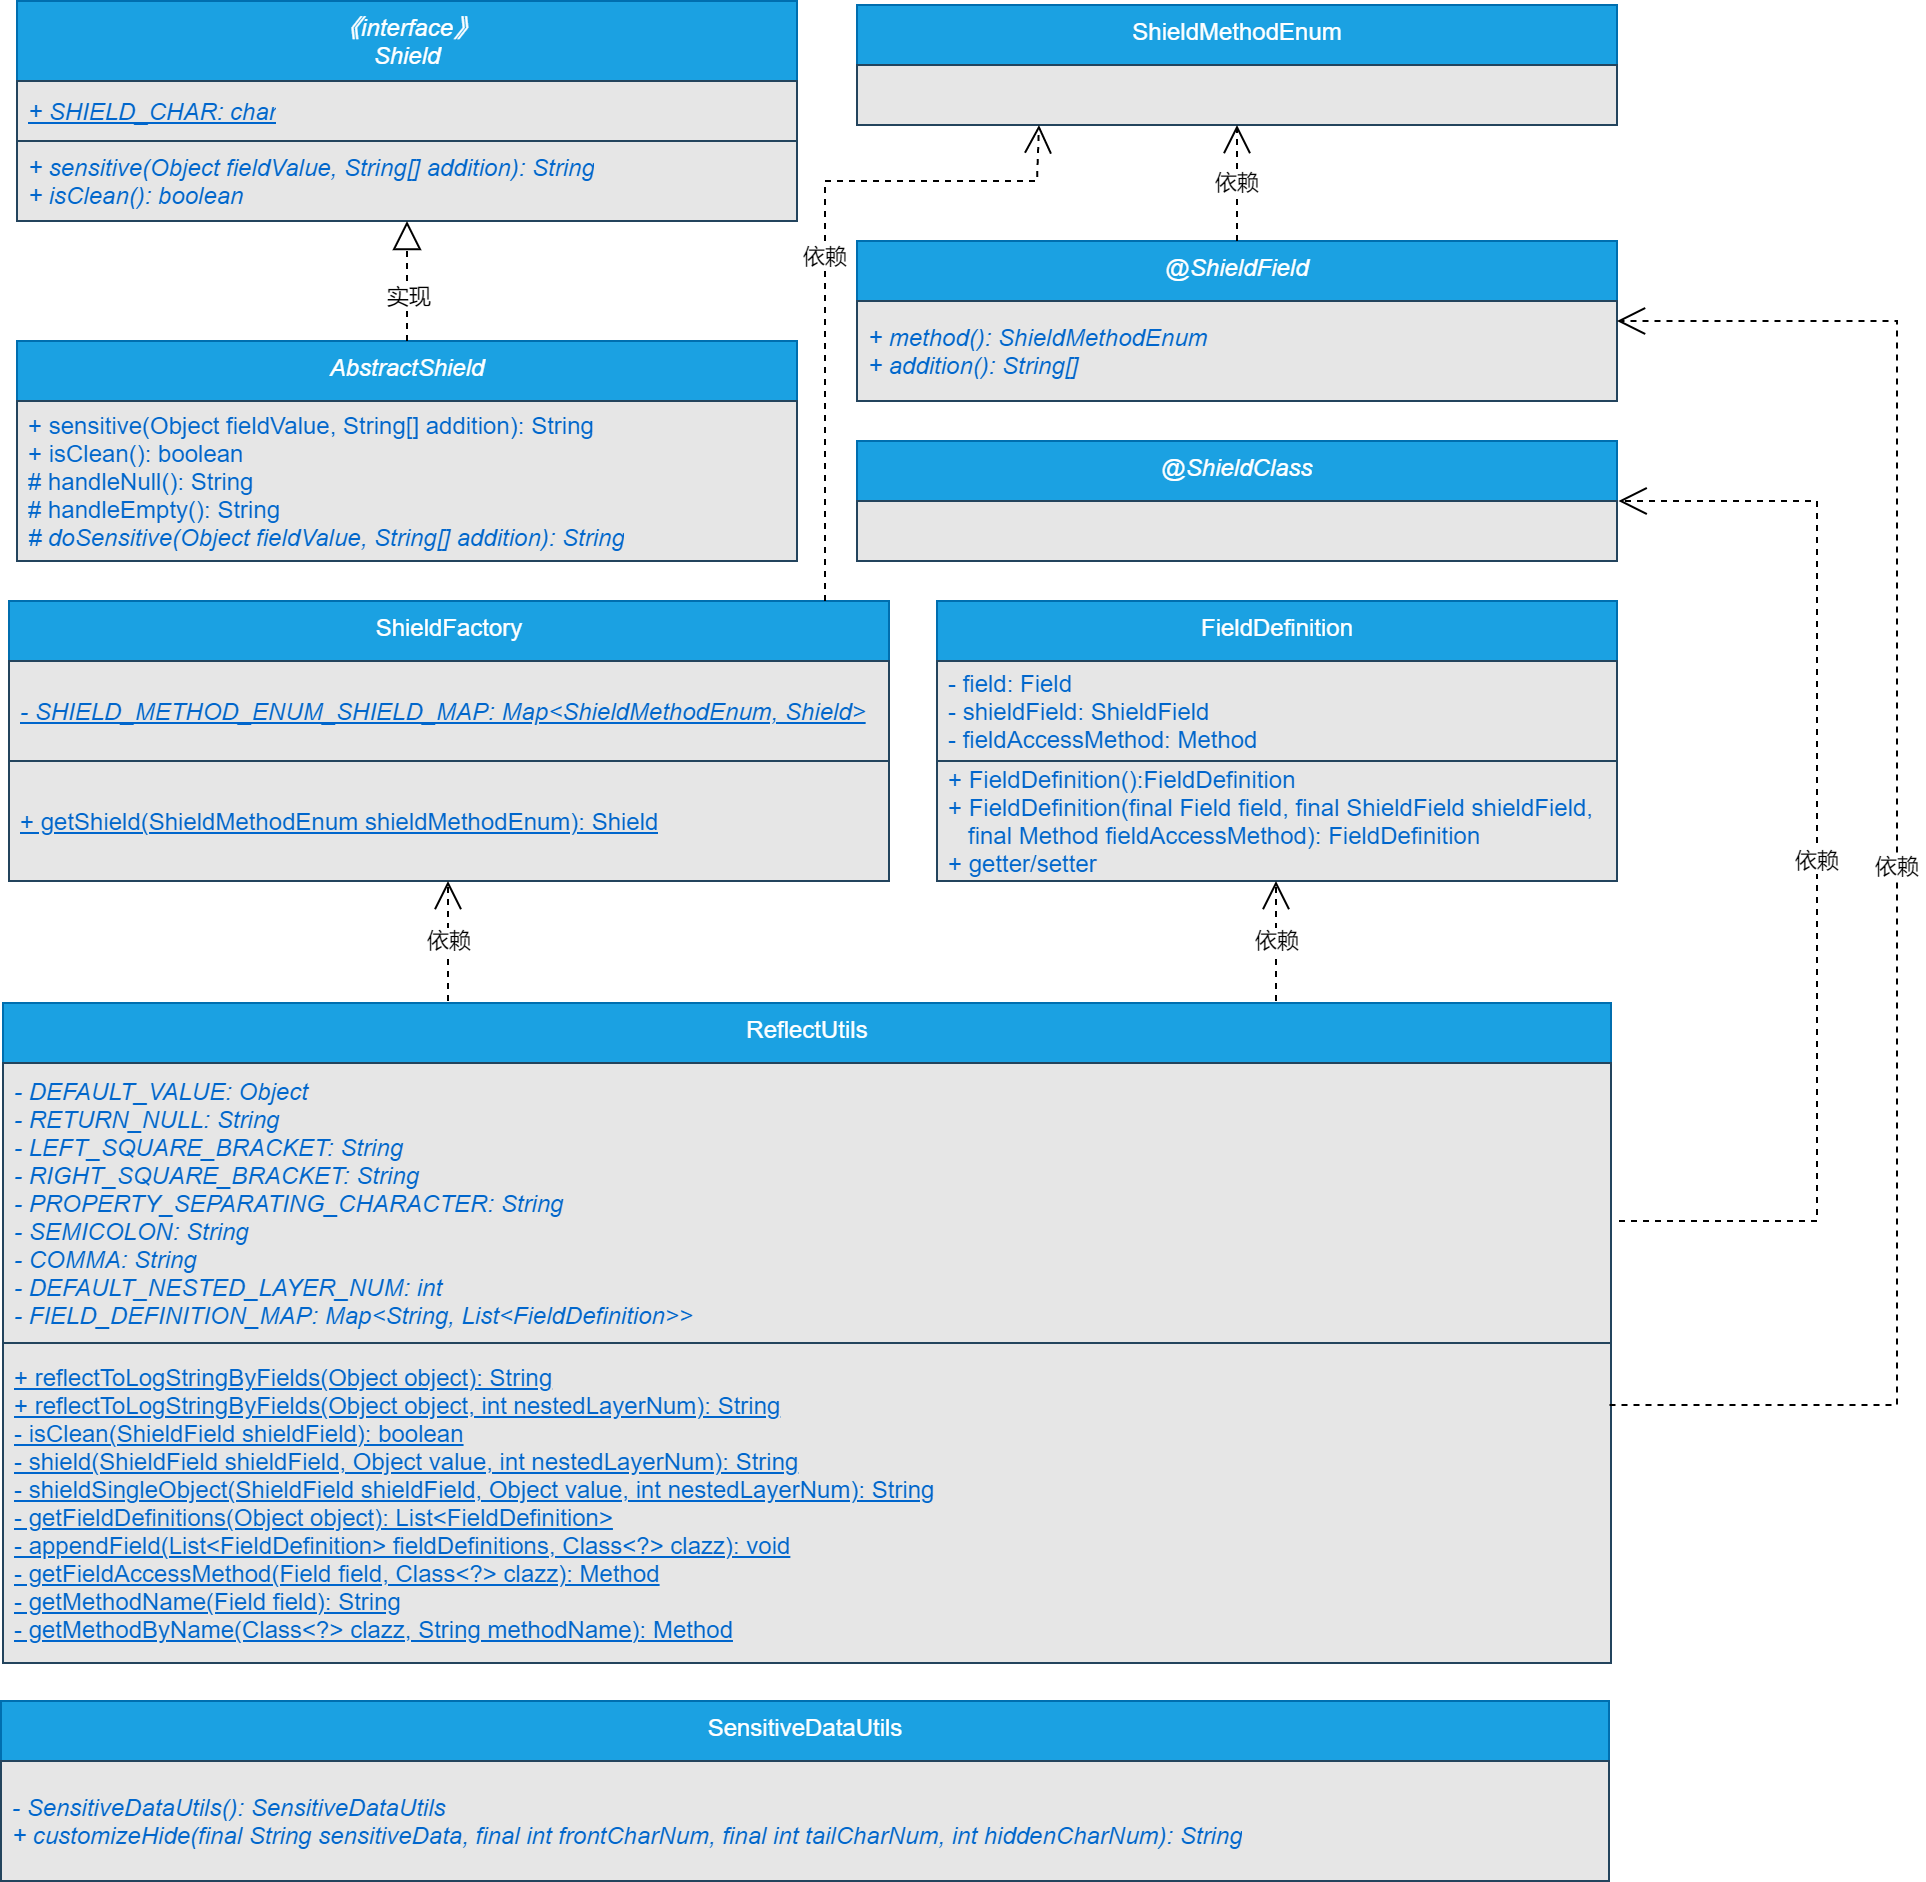 《interface》
Shield
+ SHIELD_CHAR: char
+ sensitive(Object fieldValue, String[] addition): String
+ isClean(): boolean
ShieldMethodEnum
依赖
依赖
实现
@ShieldField
+ method(): ShieldMethodEnum
+ addition(): String[]
AbstractShield
+ sensitive(Object fieldValue, String[] addition): String
+ isClean(): boolean
# handleNull(): String
# handleEmpty(): String
# doSensitive(Object fieldValue, String[] addition): String
@ShieldClass
ShieldFactory
- SHIELD_METHOD_ENUM_SHIELD_MAP: Map<ShieldMethodEnum, Shield>
+ getShield(ShieldMethodEnum shieldMethodEnum): Shield
FieldDefinition
- field: Field
- shieldField: ShieldField
- fieldAccessMethod: Method
+ FieldDefinition():FieldDefinition
+ FieldDefinition(final Field field, final ShieldField shieldField,
final Method fieldAccessMethod): FieldDefinition
+ getter/setter
依赖
依赖
依赖
依赖
ReflectUtils
- DEFAULT_VALUE: Object
- RETURN_NULL: String
- LEFT_SQUARE_BRACKET: String
- RIGHT_SQUARE_BRACKET: String
- PROPERTY_SEPARATING_CHARACTER: String
- SEMICOLON: String
- COMMA: String
- DEFAULT_NESTED_LAYER_NUM: int
- FIELD_DEFINITION_MAP: Map<String, List<FieldDefinition>>
+ reflectToLogStringByFields(Object object): String
+ reflectToLogStringByFields(Object object, int nestedLayerNum): String
- isClean(ShieldField shieldField): boolean
- shield(ShieldField shieldField, Object value, int nestedLayerNum): String
- shieldSingleObject(ShieldField shieldField, Object value, int nestedLayerNum): String
- getFieldDefinitions(Object object): List<FieldDefinition>
- appendField(List<FieldDefinition> fieldDefinitions, Class<?> clazz): void
- getFieldAccessMethod(Field field, Class<?> clazz): Method
- getMethodName(Field field): String
- getMethodByName(Class<?> clazz, String methodName): Method
SensitiveDataUtils
- SensitiveDataUtils(): SensitiveDataUtils
+ customizeHide(final String sensitiveData, final int frontCharNum, final int tailCharNum, int hiddenCharNum): String